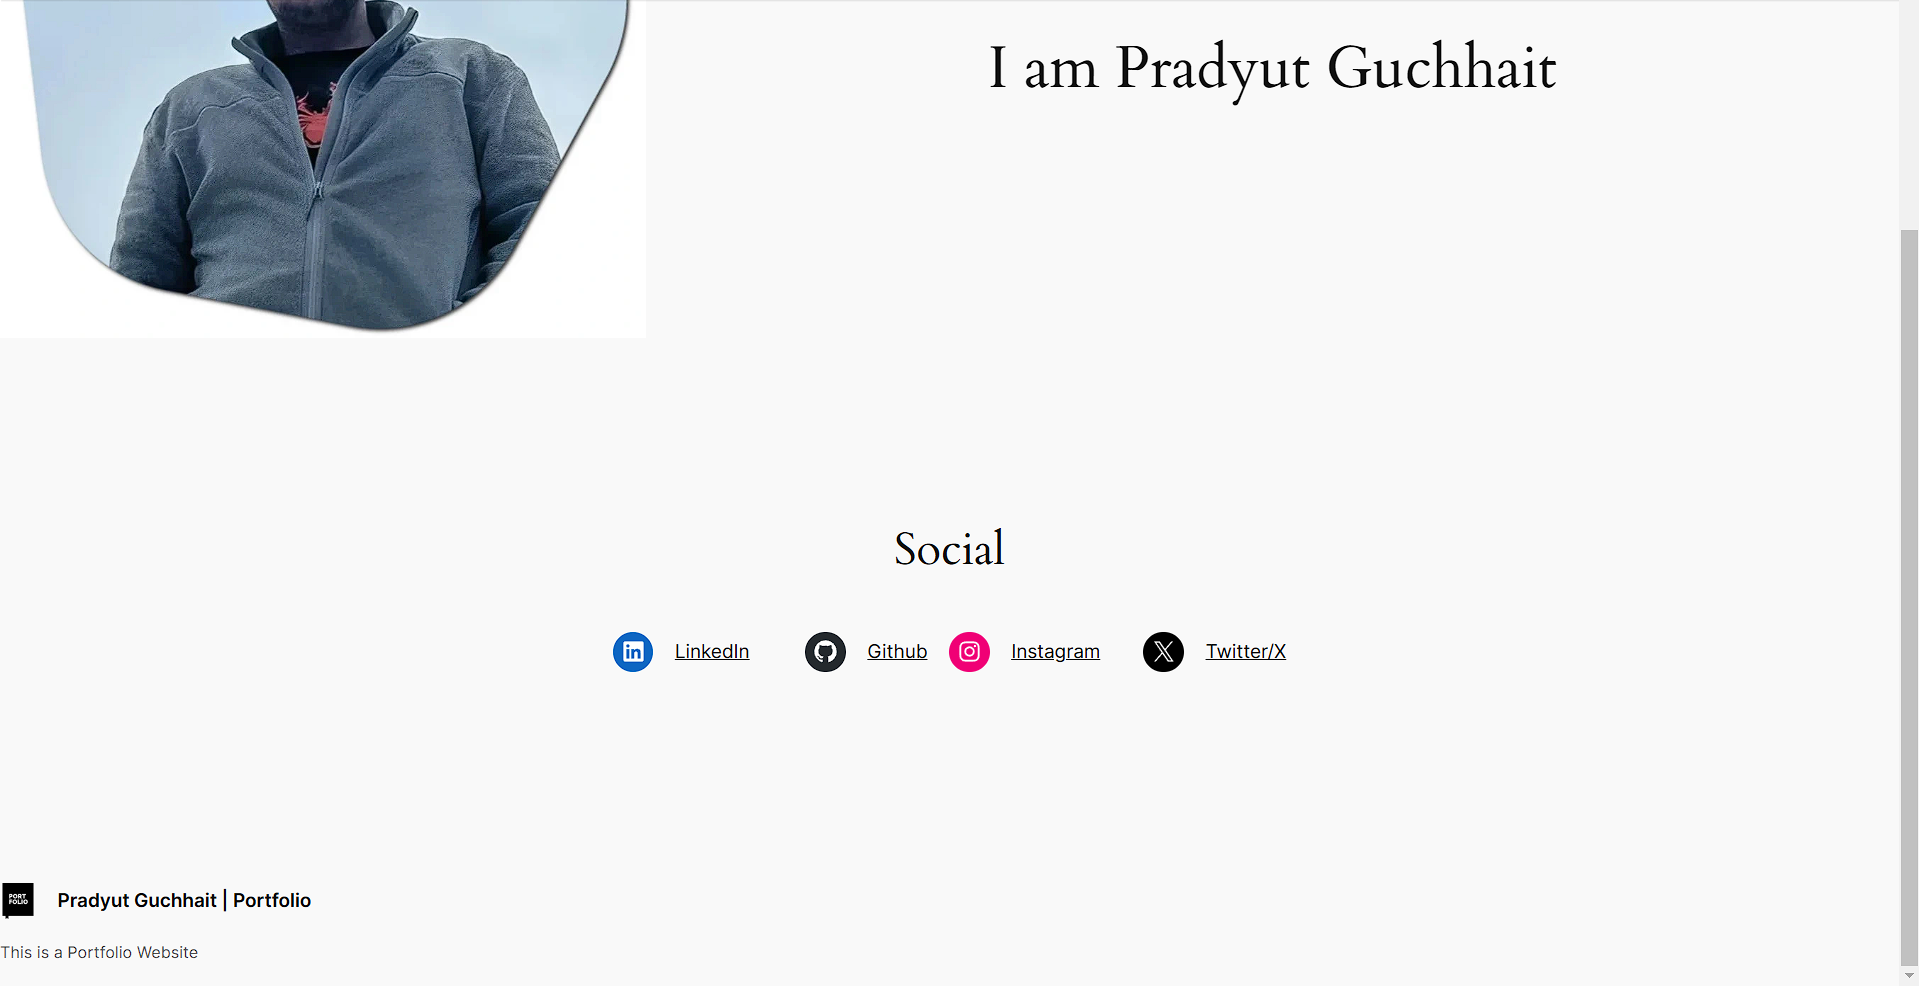 I am Pradyut Guchhait
Social
LinkedIn
Github
Instagram
Twitter/X
PORT
FOLIO
Pradyut Guchhait | Portfolio
This is a Portfolio Website